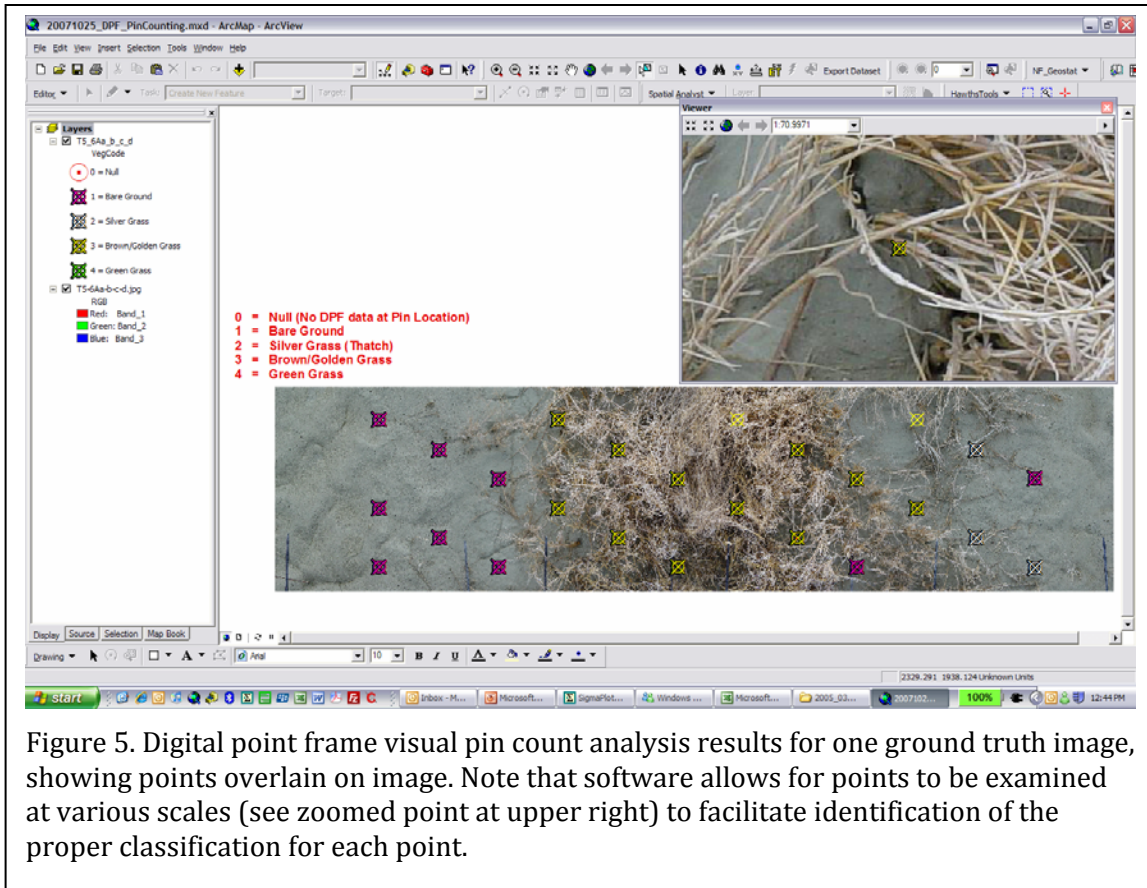 20071025_DPF_PinCounting.mxd - ArcMap - ArcView
File Edit View Insert Selection Tools Window Help
Export Dataset 0 NF_Geostat
Editor Task: Create New Feature Target: Spatial Analyst Layer: HawthsTools
Viewer
1:70.9971
Layers
T5_6Aa_b_c_d
VegCode
0 = Null
1 = Bare Ground
2 = Silver Grass
3 = Brown/Golden Grass
4 = Green Grass
T5-6Aa-b-c-d.jpg
RGB
Red: Band_1
Green: Band_2
Blue: Band_3
0 = Null (No DPF data at Pin Location)
1 = Bare Ground
2 = Silver Grass (Thatch)
3 = Brown/Golden Grass
4 = Green Grass
Display Source Selection Map Book
Drawing A Arial 10 B I U A
2329.291 1938.124 Unknown Units
start Inbox - M... Microsoft... SigmaPlot... Windows ... Microsoft... 2005_03... 2007102... 100% 12:44 PM
Figure 5. Digital point frame visual pin count analysis results for one ground truth image,
showing points overlain on image. Note that software allows for points to be examined
at various scales (see zoomed point at upper right) to facilitate identification of the
proper classification for each point.